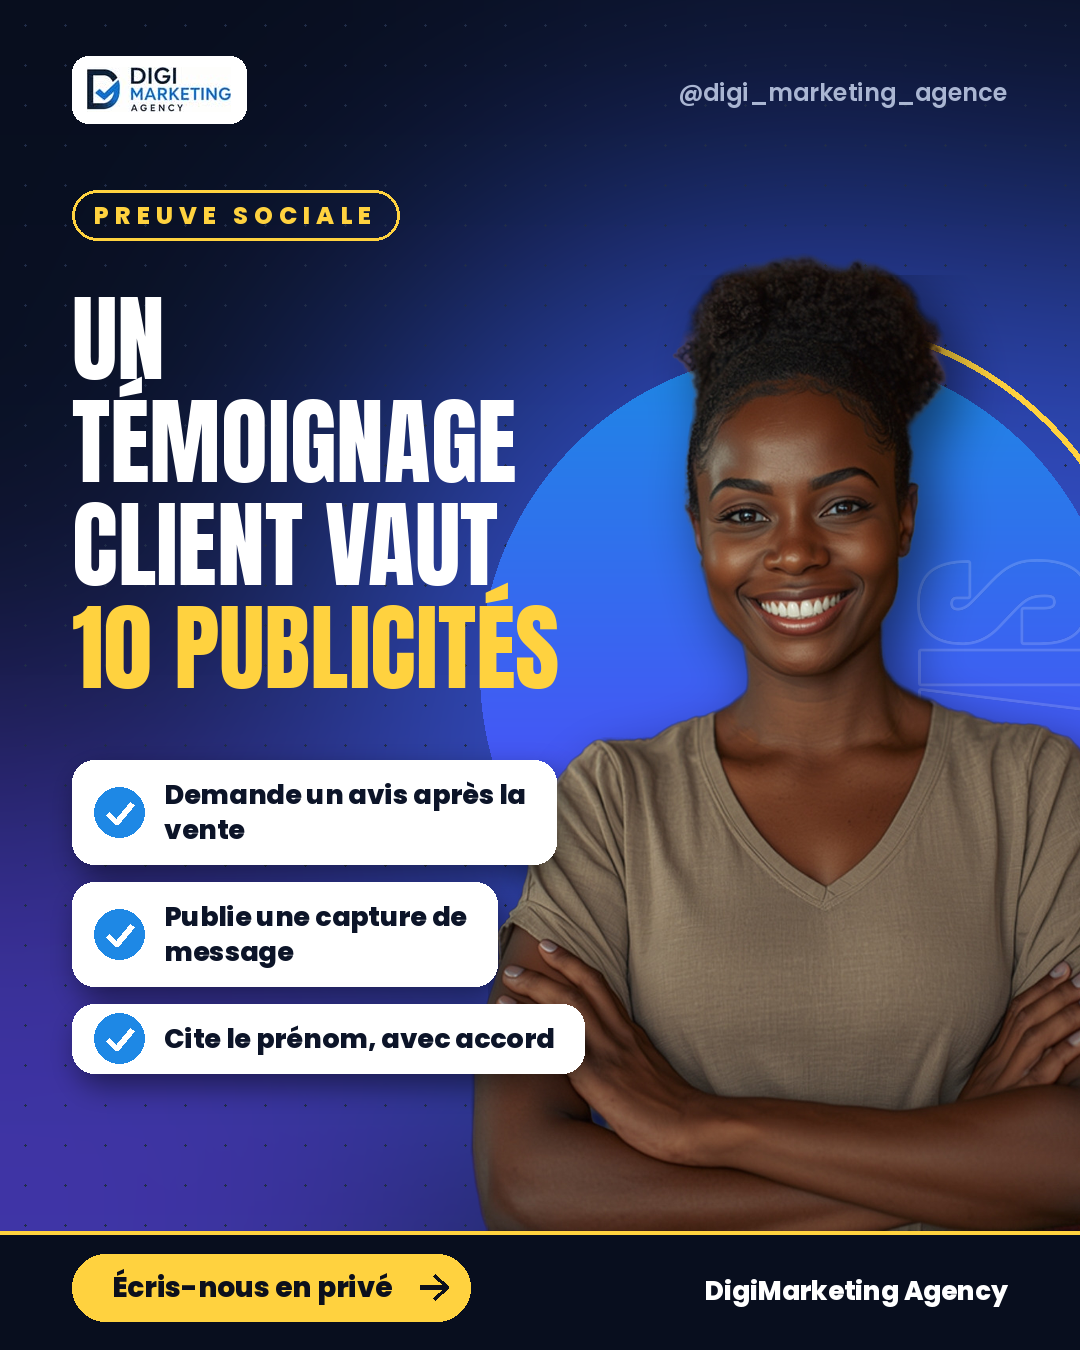 DIGI
MARKETING
AGENCY
@digi_marketing_agence
PREUVE SOCIALE
UN
TÉMOIGNAGE
CLIENT VAUT
10 PUBLICITÉS
Demande un avis après la
vente
Publie une capture de
message
Cite le prénom, avec accord
Écris-nous en privé
DigiMarketing Agency